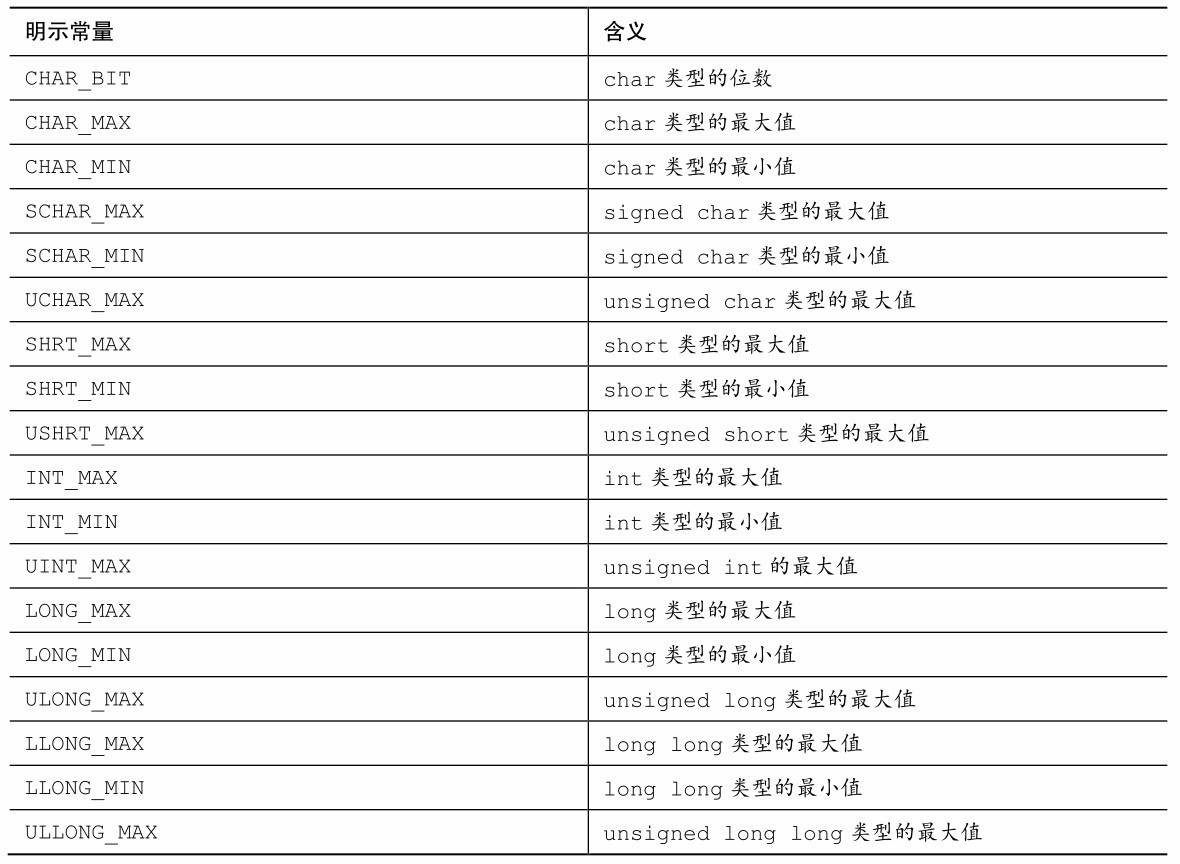 明示常量 含义
CHAR_BIT char 类型的位数
CHAR_MAX char 类型的最大值
CHAR_MIN char 类型的最小值
SCHAR_MAX signed char 类型的最大值
SCHAR_MIN signed char 类型的最小值
UCHAR_MAX unsigned char 类型的最大值
SHRT_MAX short 类型的最大值
SHRT_MIN short 类型的最小值
USHRT_MAX unsigned short 类型的最大值
INT_MAX int 类型的最大值
INT_MIN int 类型的最小值
UINT_MAX unsigned int 的最大值
LONG_MAX long 类型的最大值
LONG_MIN long 类型的最小值
ULONG_MAX unsigned long 类型的最大值
LLONG_MAX long long 类型的最大值
LLONG_MIN long long 类型的最小值
ULLONG_MAX unsigned long long 类型的最大值